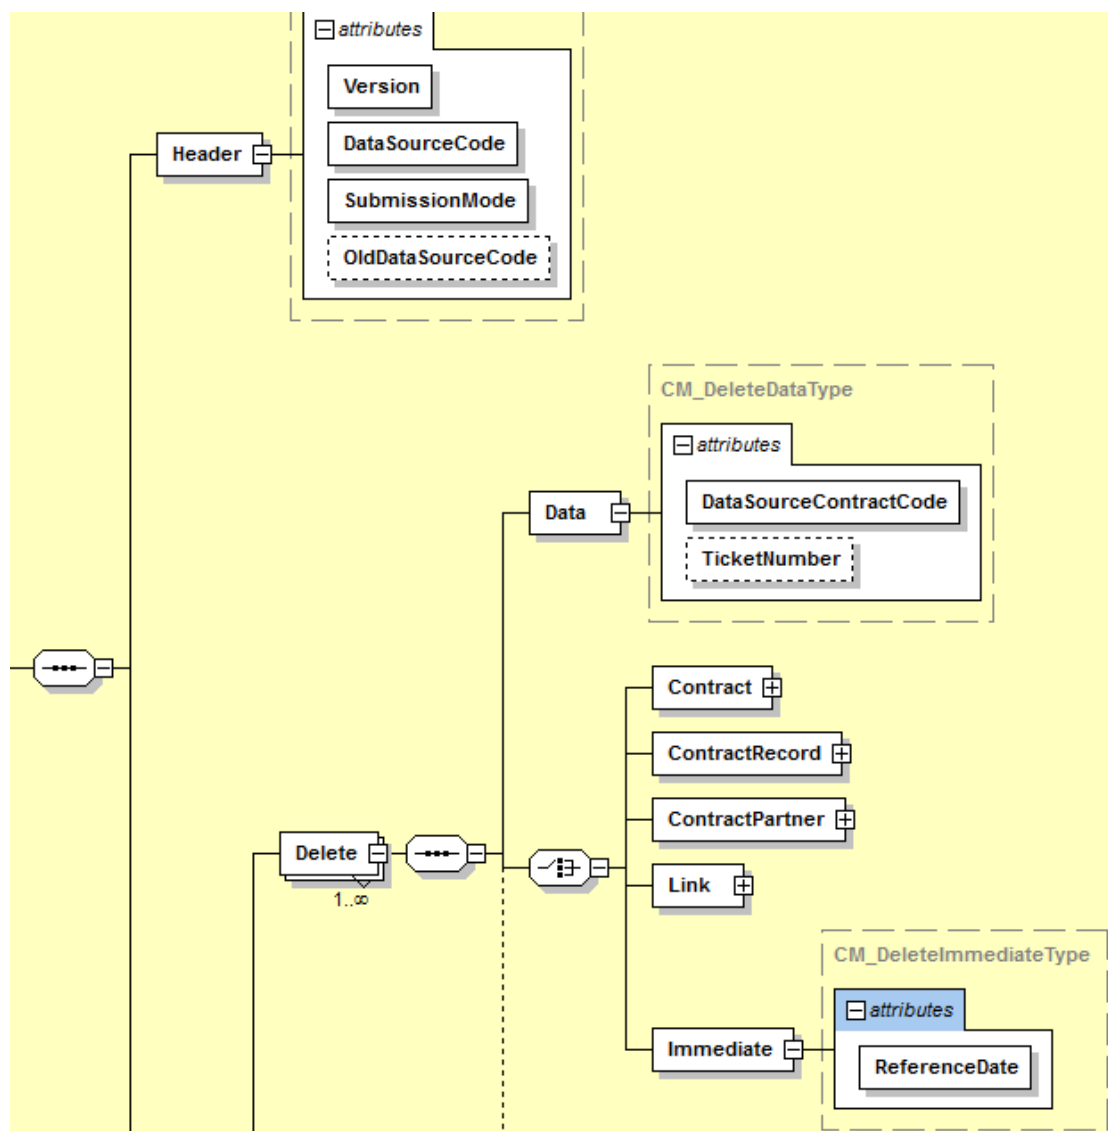 attributes
Version
DataSourceCode
Header
SubmissionMode
OldDataSourceCode
CM_DeleteDataType
attributes
DataSourceContractCode
Data
TicketNumber
Contract
ContractRecord
ContractPartner
Delete
1..∞
Link
CM_DeleteImmediateType
attributes
Immediate
ReferenceDate